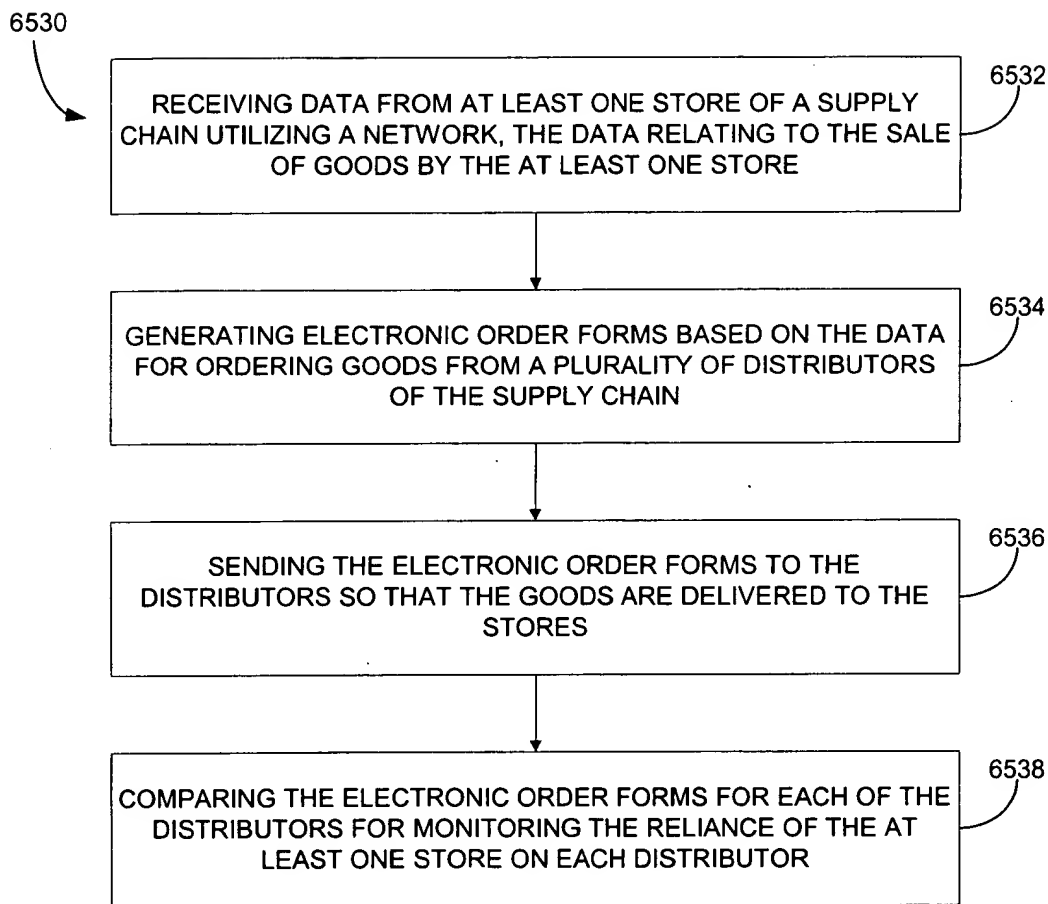 6530
RECEIVING DATA FROM AT LEAST ONE STORE OF A SUPPLY
CHAIN UTILIZING A NETWORK, THE DATA RELATING TO THE SALE
OF GOODS BY THE AT LEAST ONE STORE
6532
GENERATING ELECTRONIC ORDER FORMS BASED ON THE DATA
FOR ORDERING GOODS FROM A PLURALITY OF DISTRIBUTORS
OF THE SUPPLY CHAIN
6534
SENDING THE ELECTRONIC ORDER FORMS TO THE
DISTRIBUTORS SO THAT THE GOODS ARE DELIVERED TO THE
STORES
6536
COMPARING THE ELECTRONIC ORDER FORMS FOR EACH OF THE
DISTRIBUTORS FOR MONITORING THE RELIANCE OF THE AT
LEAST ONE STORE ON EACH DISTRIBUTOR
6538